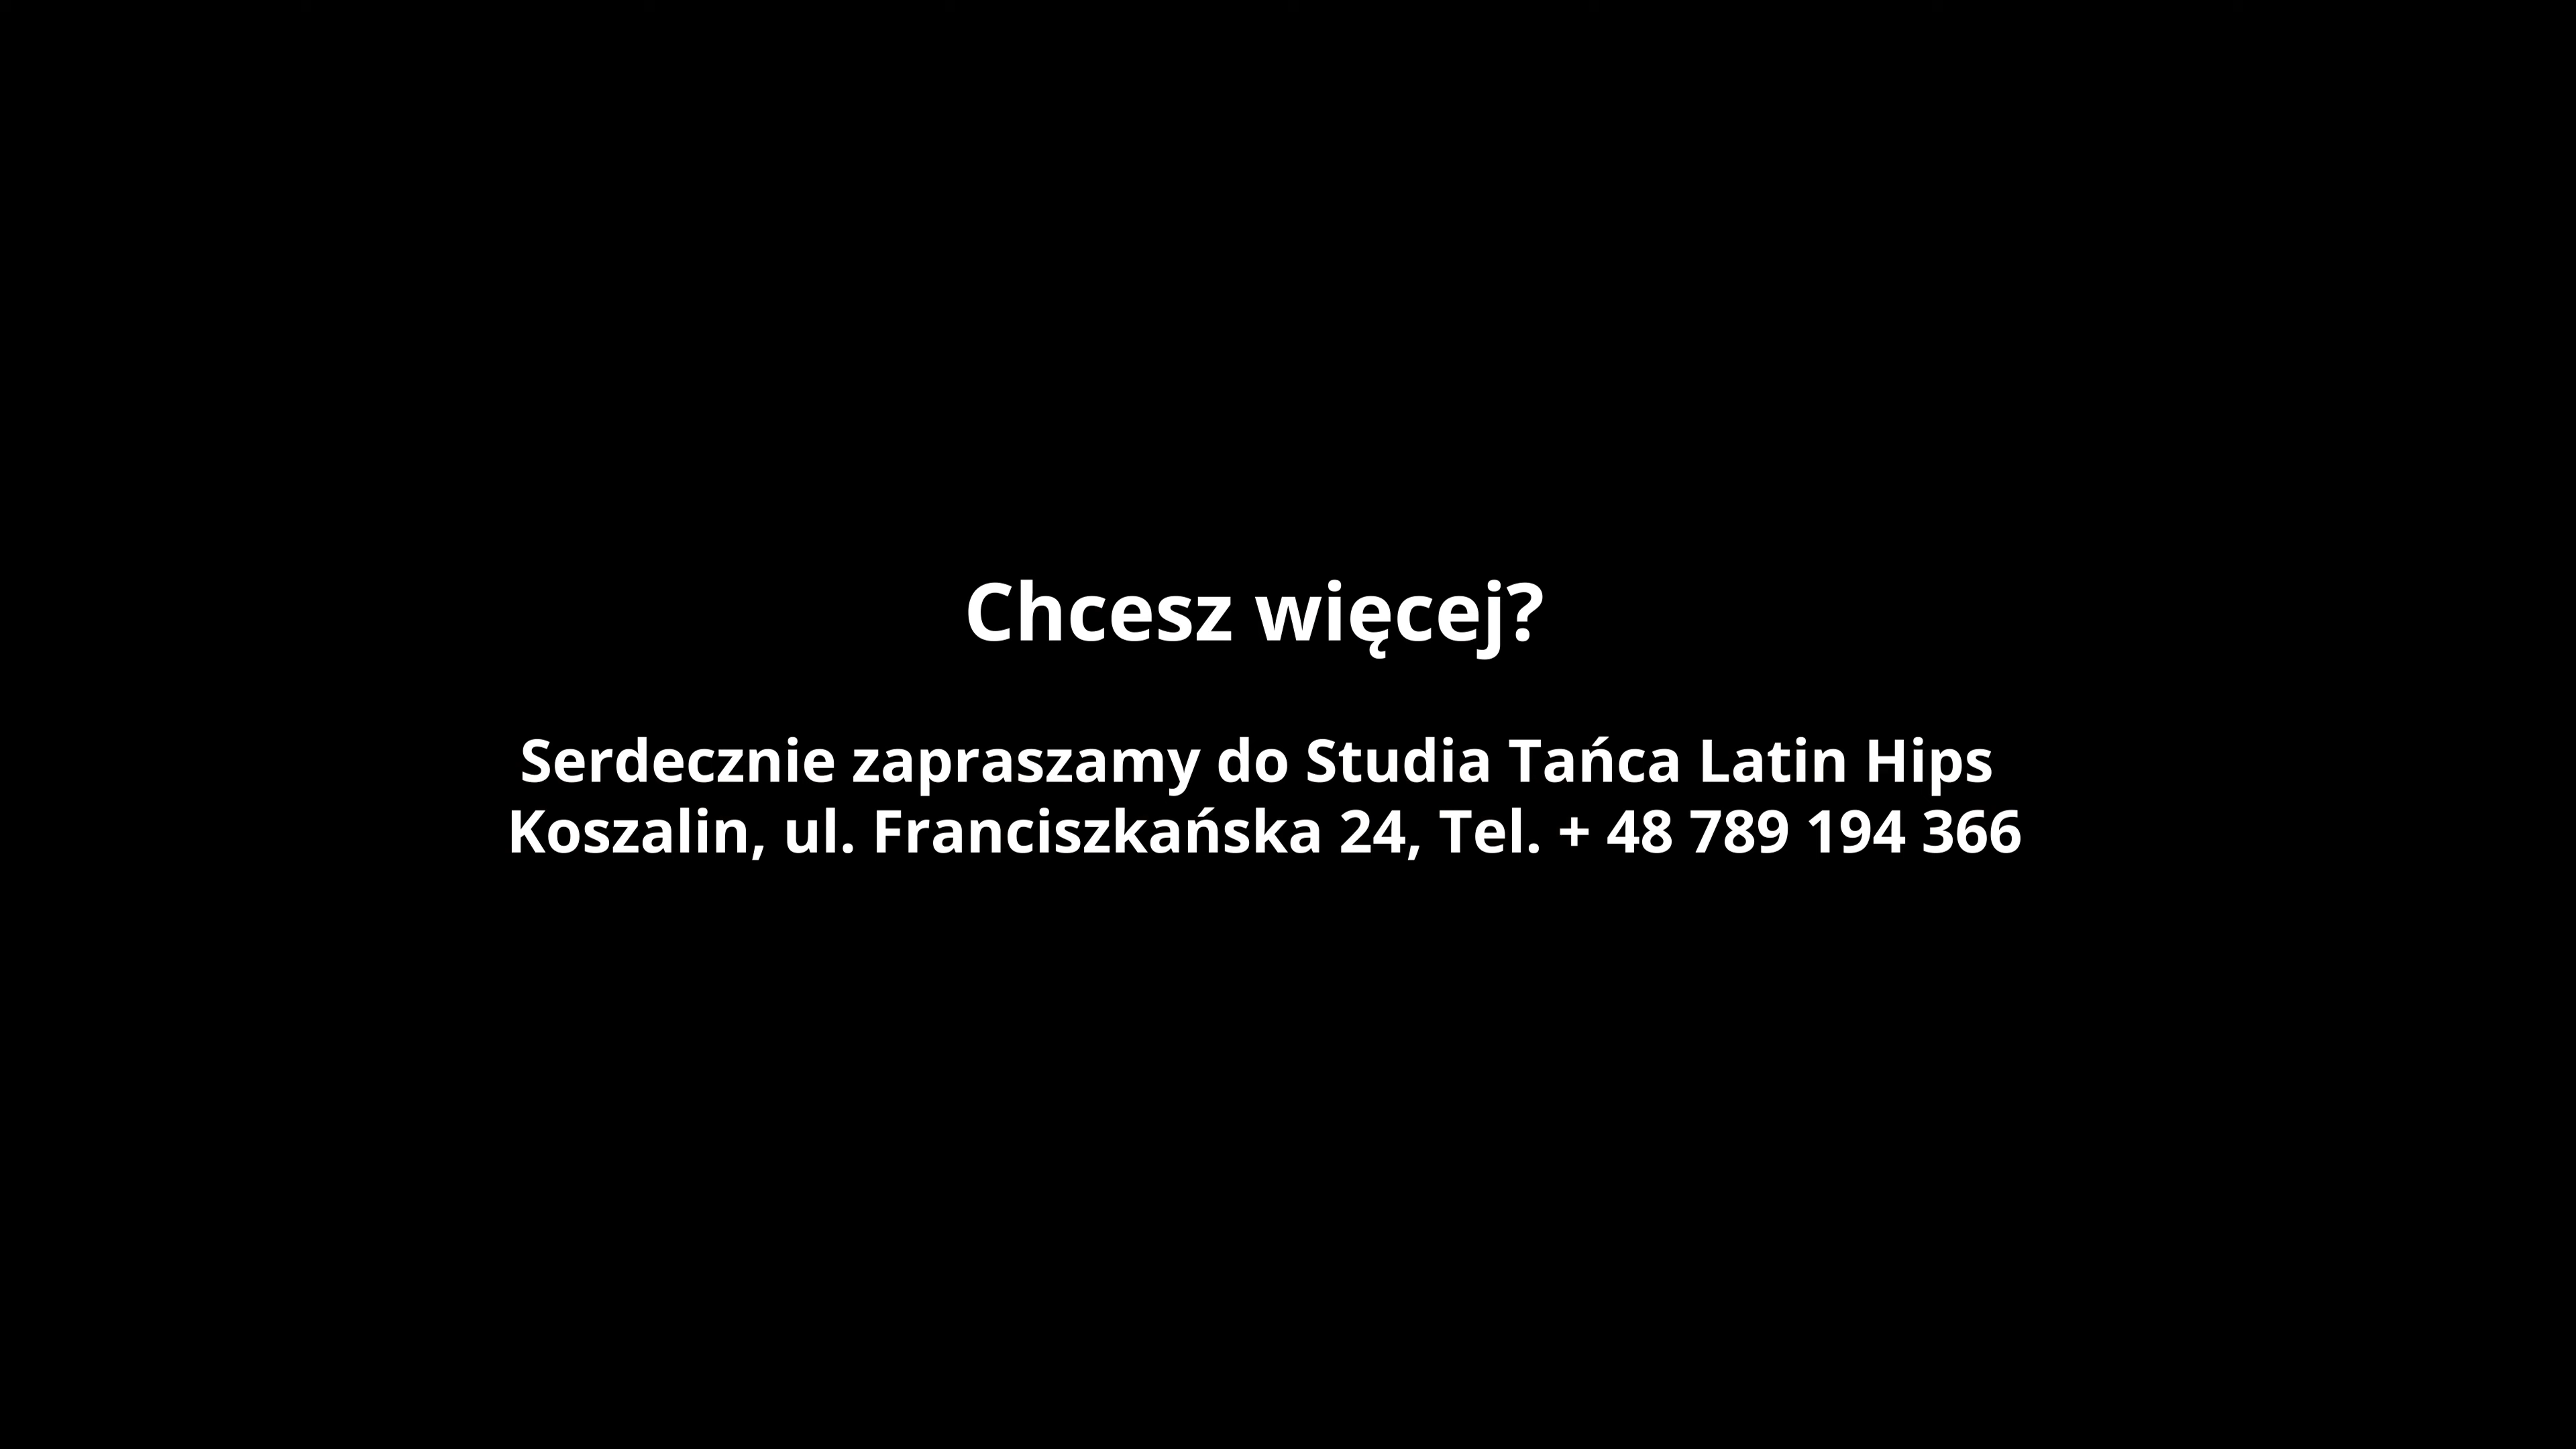 Chcesz więcej?
Serdecznie zapraszamy do Studia Tańca Latin Hips
Koszalin, ul. Franciszkańska 24, Tel. + 48 789 194 366